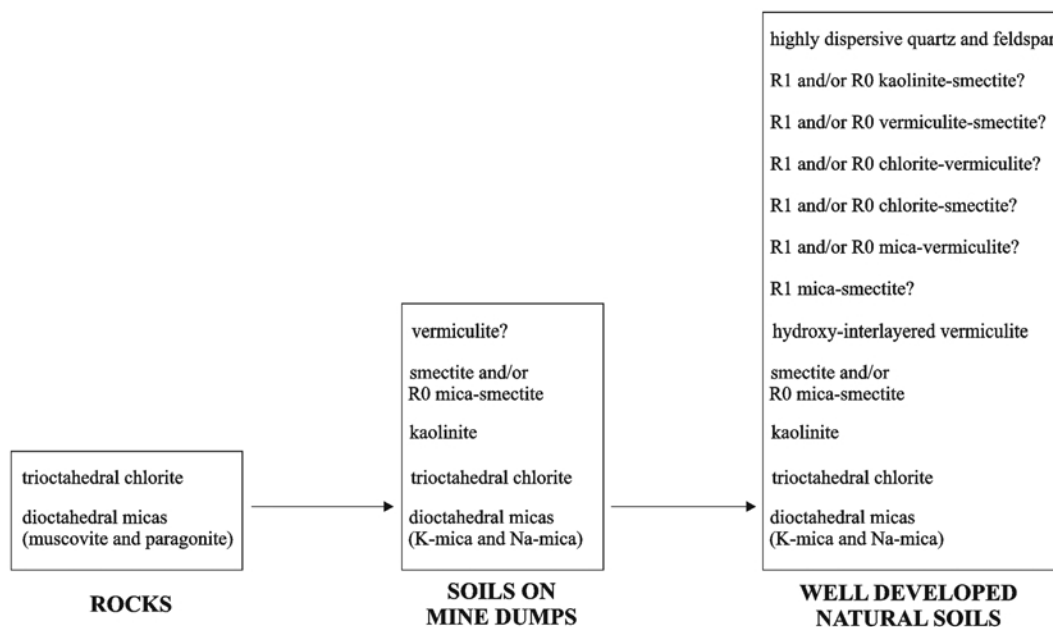 trioctahedral chlorite
dioctahedral micas
(muscovite and paragonite)
ROCKS
vermiculite?
smectite and/or
R0 mica-smectite
kaolinite
trioctahedral chlorite
dioctahedral micas
(K-mica and Na-mica)
SOILS ON
MINE DUMPS
highly dispersive quartz and feldspar
R1 and/or R0 kaolinite-smectite?
R1 and/or R0 vermiculite-smectite?
R1 and/or R0 chlorite-vermiculite?
R1 and/or R0 chlorite-smectite?
R1 and/or R0 mica-vermiculite?
R1 mica-smectite?
hydroxy-interlayered vermiculite
smectite and/or
R0 mica-smectite
kaolinite
trioctahedral chlorite
dioctahedral micas
(K-mica and Na-mica)
WELL DEVELOPED
NATURAL SOILS